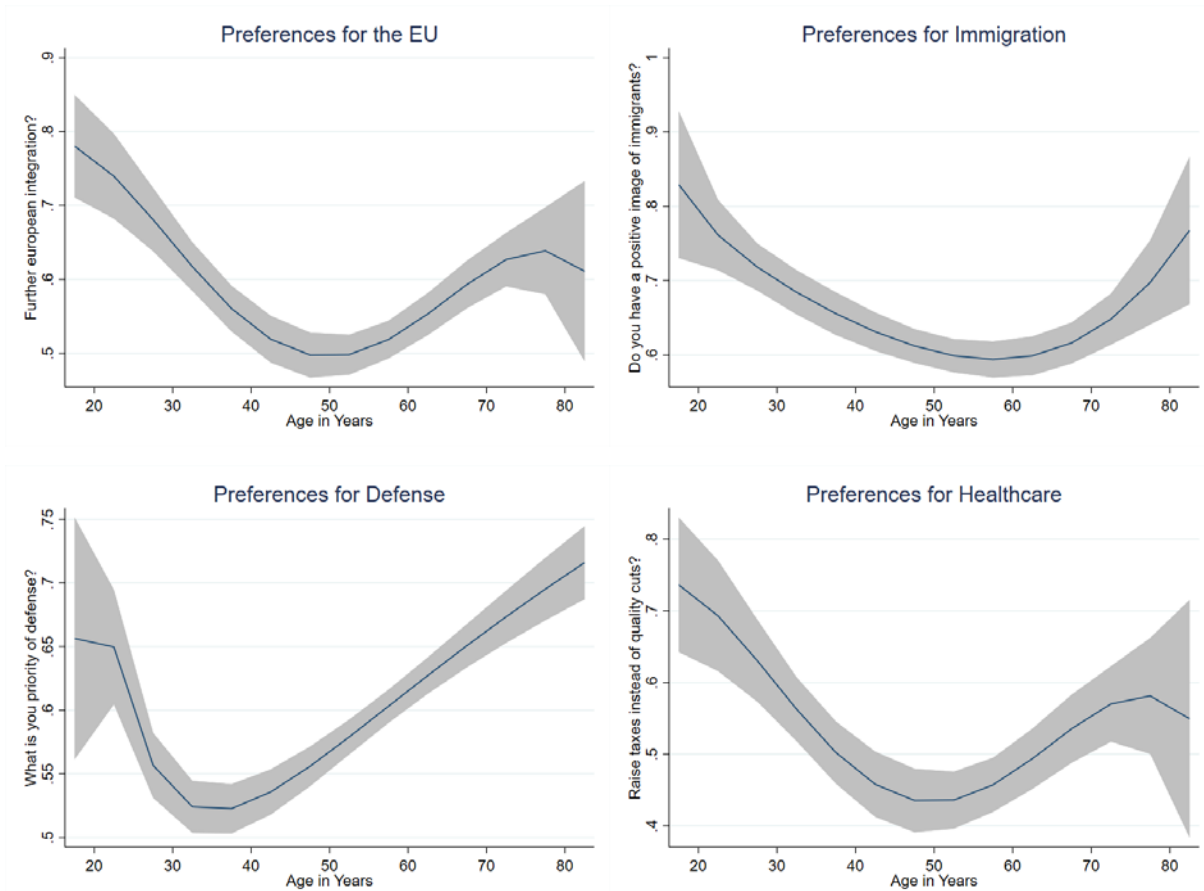 Preferences for the EU
Further european integration?
.9
.8
.7
.6
.5
20 30 40 50 60 70 80
Age in Years
Preferences for Immigration
Do you have a positive image of immigrants?
1
.9
.8
.7
.6
20 30 40 50 60 70 80
Age in Years
Preferences for Defense
What is you priority of defense?
.75
.7
.65
.6
.55
.5
20 30 40 50 60 70 80
Age in Years
Preferences for Healthcare
Raise taxes instead of quality cuts?
.8
.7
.6
.5
.4
20 30 40 50 60 70 80
Age in Years